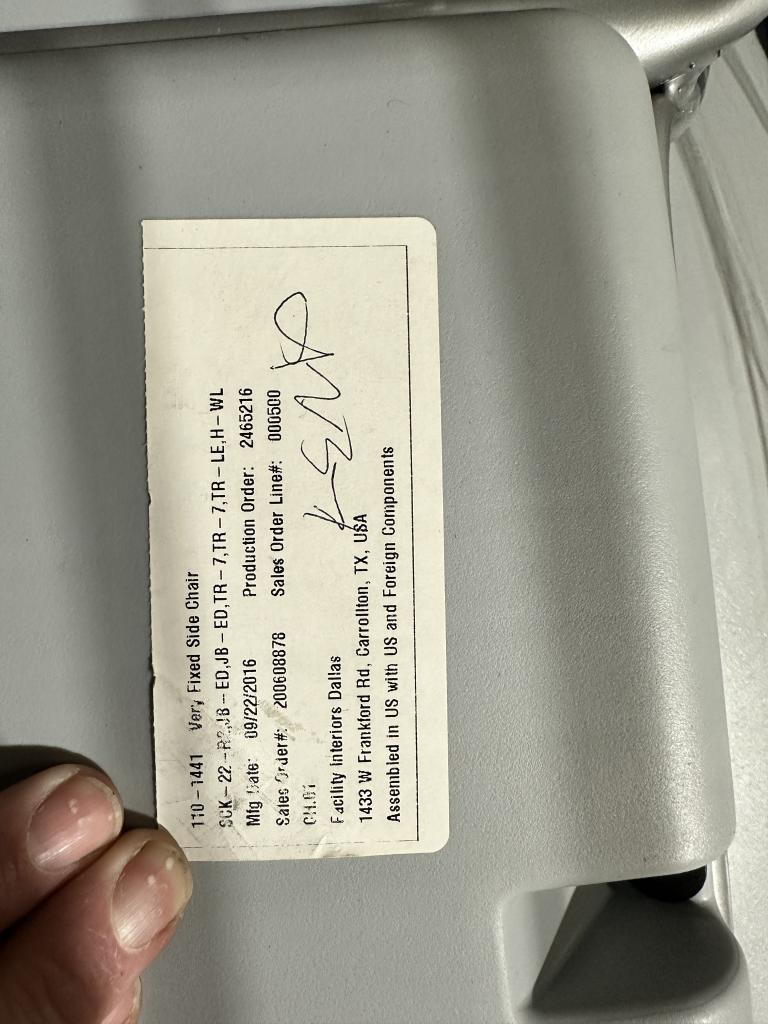 110-1441 Very Fixed Side Chair
SCK-22-R2,JB-ED,JB-ED,TR-7,TR-7,TR-LE,H-WL
Mfg Date: 09/22/2016 Production Order: 2465216
Sales Order#: 200608878 Sales Order Line#: 000500
Facility Interiors Dallas
1433 W Frankford Rd, Carrollton, TX, USA
Assembled in US with US and Foreign Components